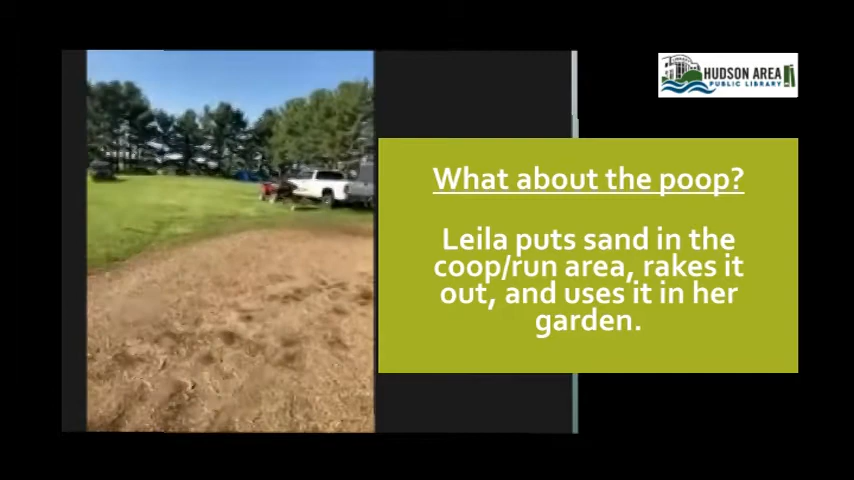 HUDSON AREA
PUBLIC LIBRARY
What about the poop?
Leila puts sand in the
coop/run area, rakes it
out, and uses it in her
garden.